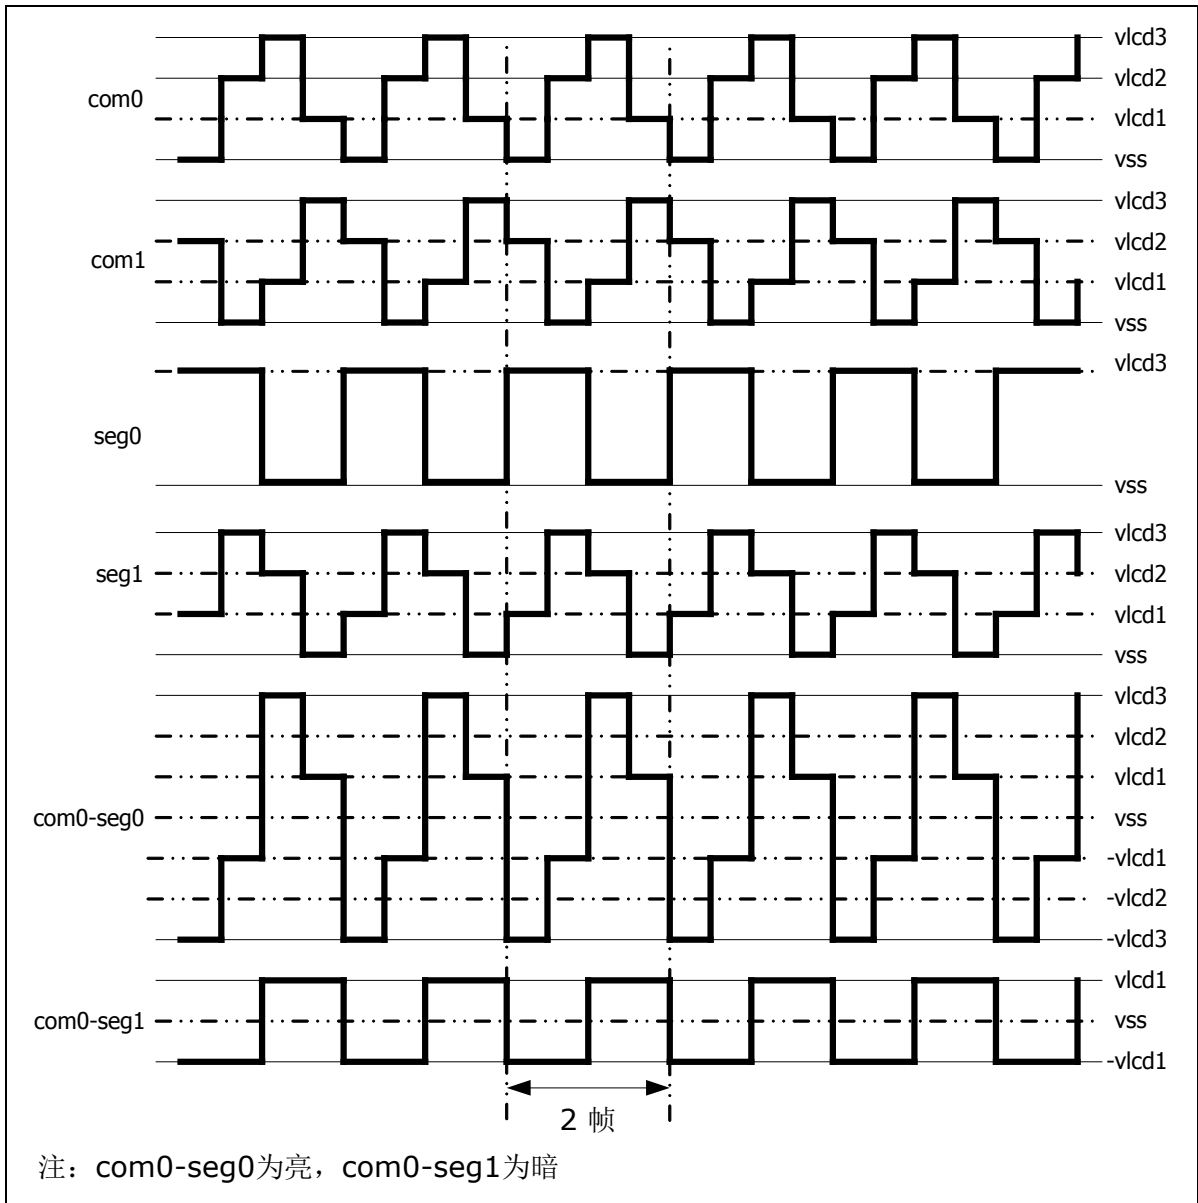 vlcd3
vlcd2
com0
vlcd1
vss
vlcd3
vlcd2
com1
vlcd1
vss
vlcd3
seg0
vss
vlcd3
seg1
vlcd2
vlcd1
vss
vlcd3
vlcd2
vlcd1
com0-seg0
vss
-vlcd1
-vlcd2
-vlcd3
vlcd1
com0-seg1
vss
-vlcd1
2 帧
注：com0-seg0为亮，com0-seg1为暗